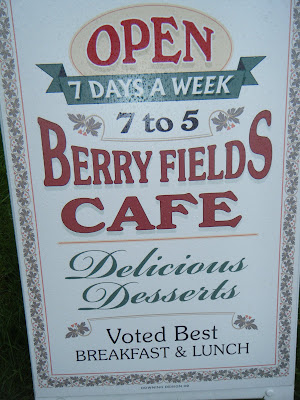 OPEN
7 DAYS A WEEK
7 to 5
BERRY FIELDS
CAFE
Delicious
Desserts
Voted Best
BREAKFAST & LUNCH